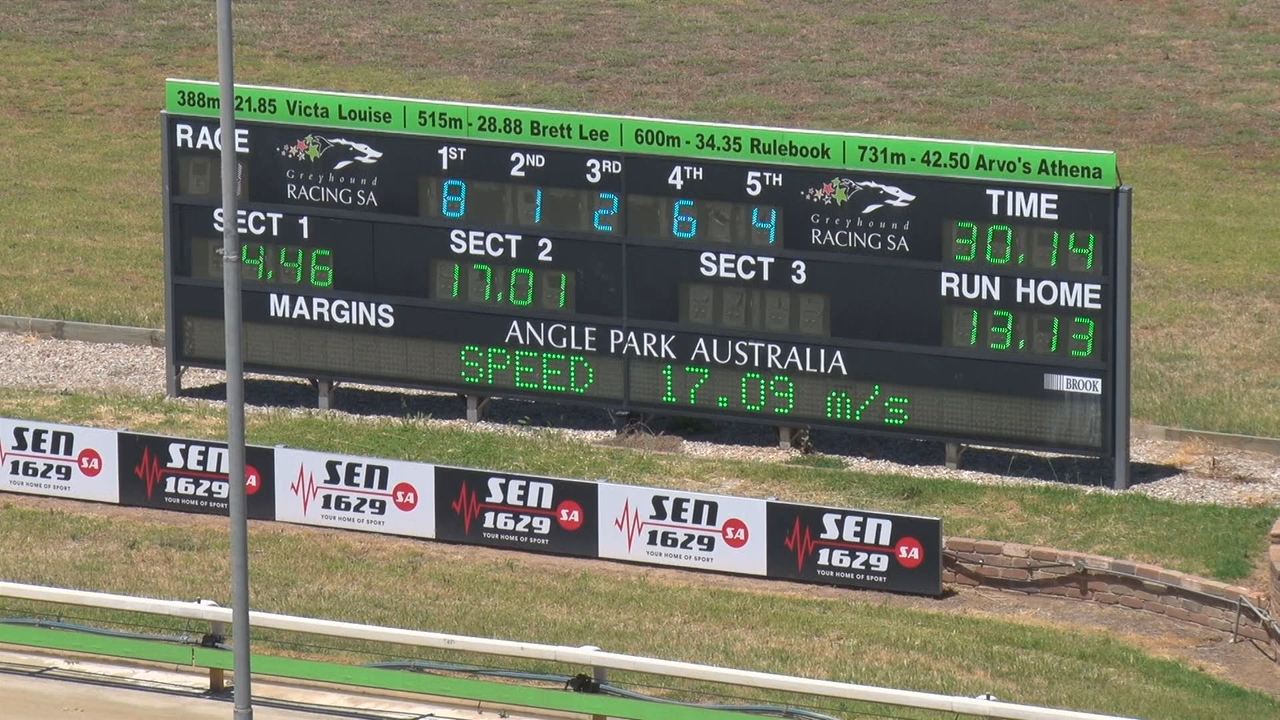 388m 21.85 Victa Louise | 515m - 28.88 Brett Lee | 600m - 34.35 Rulebook | 731m - 42.50 Arvo's Athena
RACE
Greyhound
RACING SA
1ST 2ND 3RD 4TH 5TH
8 1 2 6 4
Greyhound
RACING SA
TIME
30.14
SECT 1
4.46
SECT 2
17.01
SECT 3
RUN HOME
13.13
MARGINS
ANGLE PARK AUSTRALIA
SPEED 17.09 m/s
BROOK
SEN
1629 SA
YOUR HOME OF SPORT
SEN
1629 SA
YOUR HOME OF SPORT
SEN
1629 SA
YOUR HOME OF SPORT
SEN
1629 SA
YOUR HOME OF SPORT
SEN
1629 SA
YOUR HOME OF SPORT
SEN
1629 SA
YOUR HOME OF SPORT